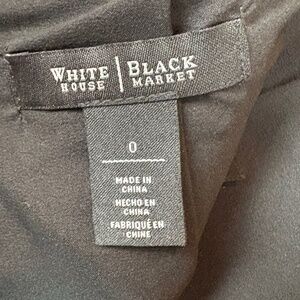 WHITE HOUSE | BLACK MARKET
0
MADE IN
CHINA
HECHO EN
CHINA
FABRIQUÉ EN
CHINE